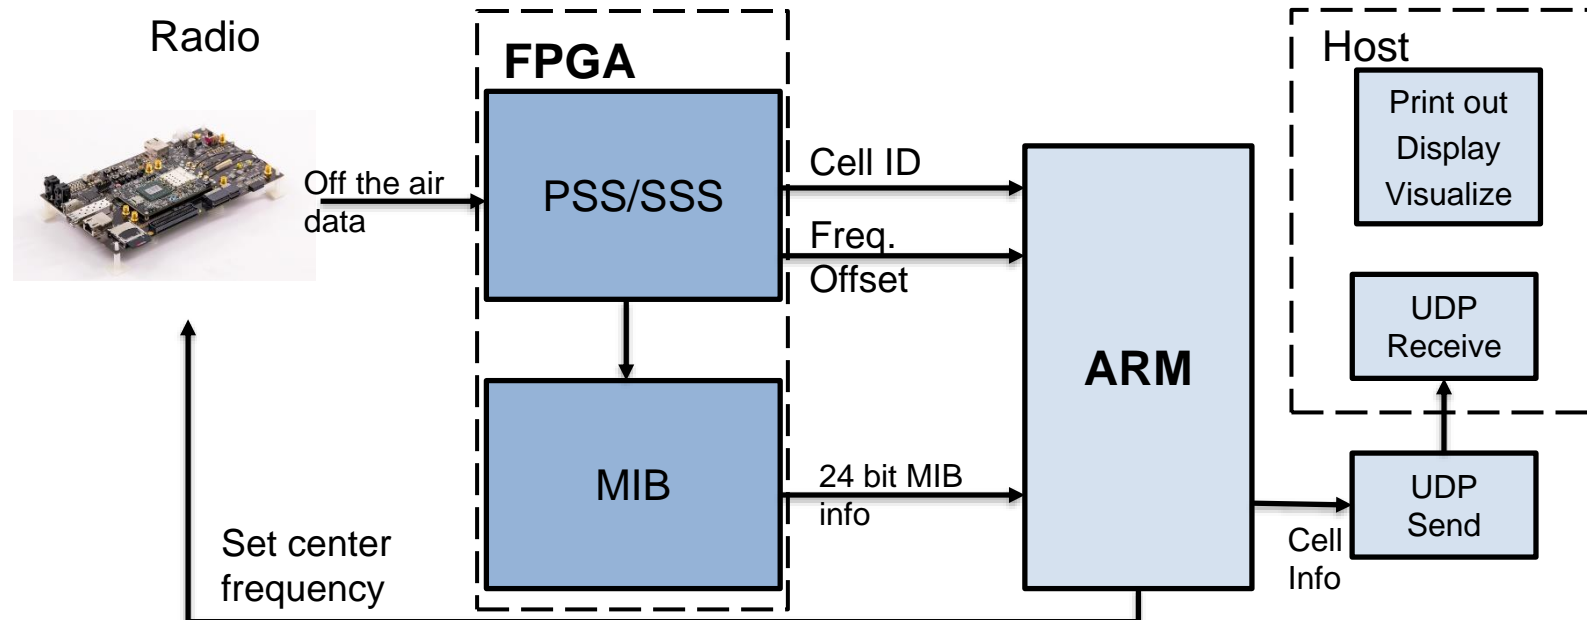 Radio
FPGA
Host
Print out
Display
Visualize
Off the air
data
PSS/SSS
Cell ID
Freq.
Offset
ARM
UDP
Receive
MIB
24 bit MIB
info
UDP
Send
Cell
Info
Set center
frequency